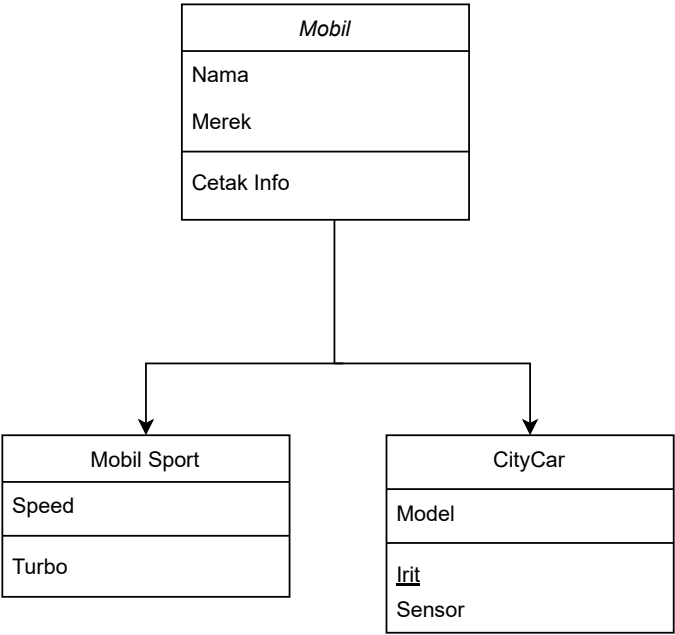 Mobil
Nama
Merek
Cetak Info
Mobil Sport
Speed
Turbo
CityCar
Model
Irit
Sensor